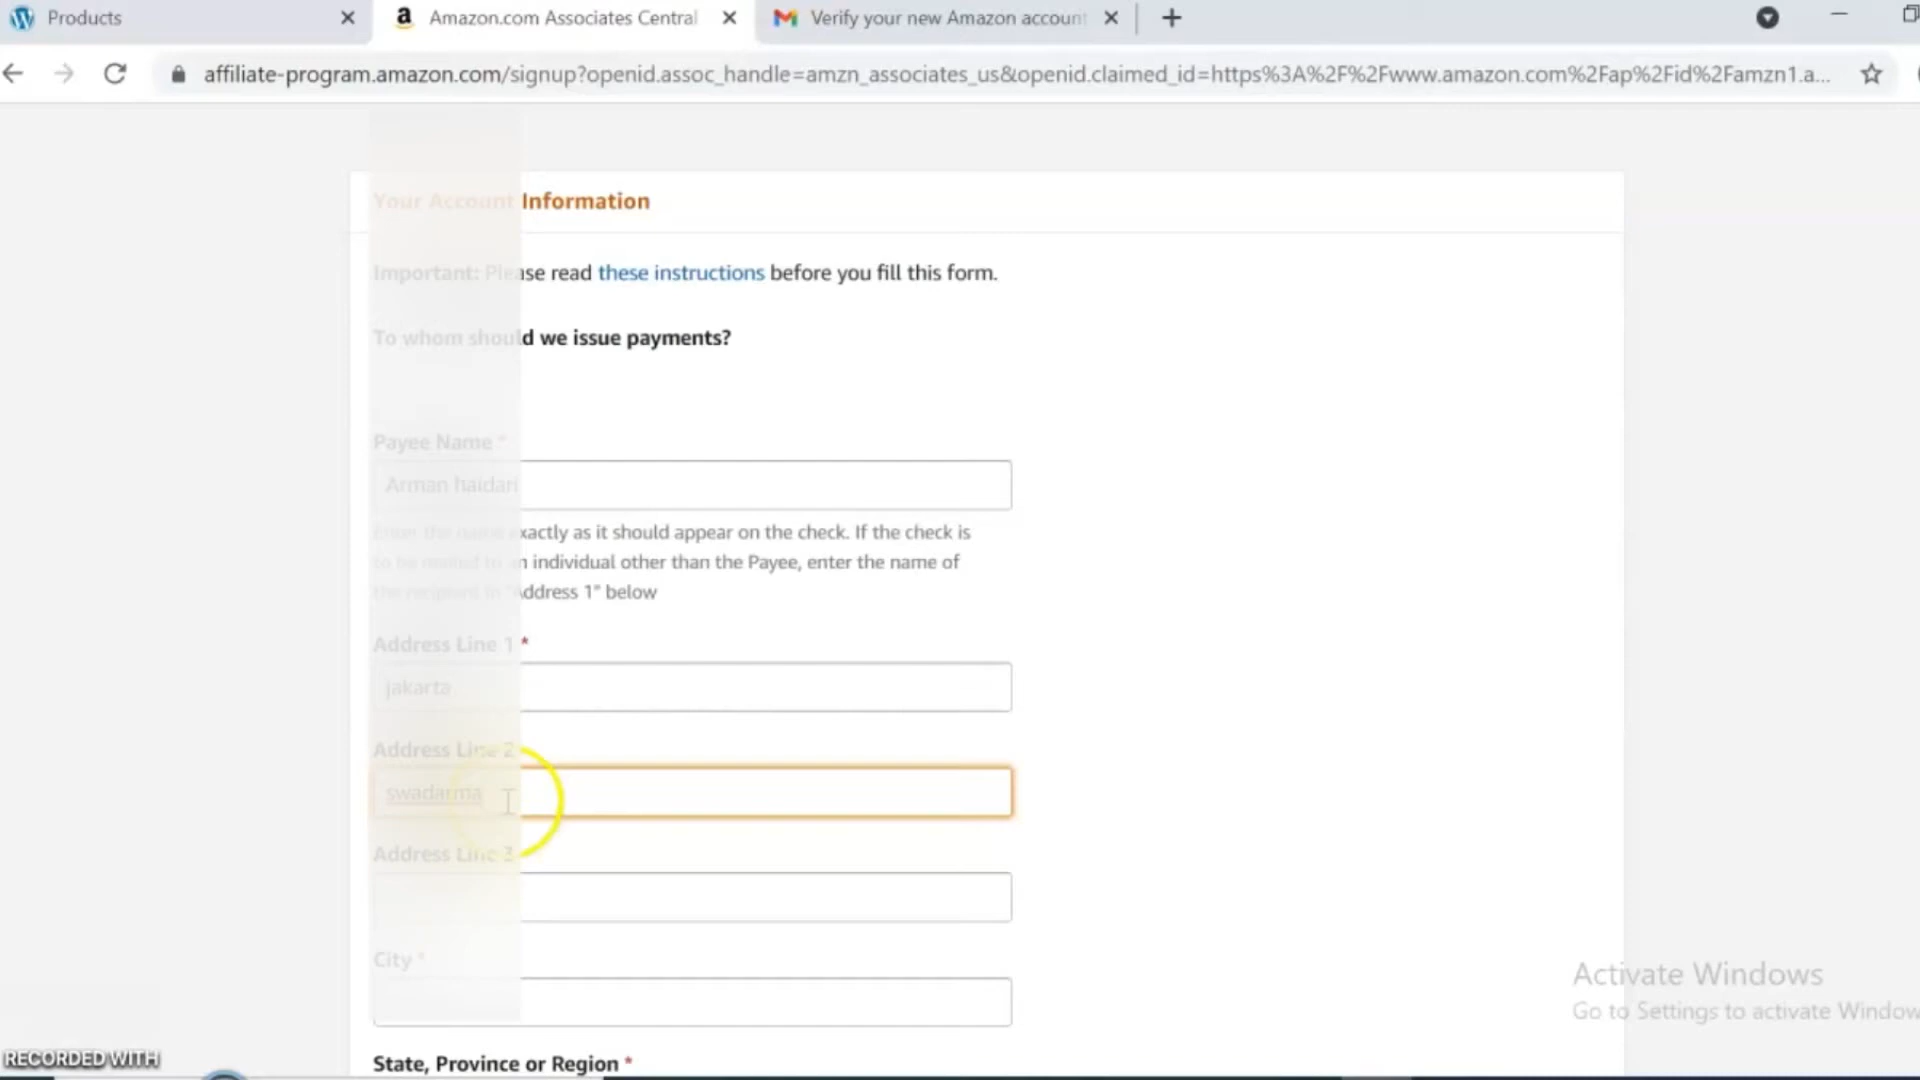 Products
Amazon.com Associates Central
Verify your new Amazon account
affiliate-program.amazon.com/signup?openid.assoc_handle=amzn_associates_us&openid.claimed_id=https%3A%2F%2Fwww.amazon.com%2Fap%2Fid%2Famzn1.a...
Your Account Information
Important: Please read these instructions before you fill this form.
To whom should we issue payments?
Payee Name *
Arman haidari
Enter the name exactly as it should appear on the check. If the check is
to be mailed to an individual other than the Payee, enter the name of
the recipient in "Address 1" below
Address Line 1 *
jakarta
Address Line 2
swadarma
Address Line 3
City *
State, Province or Region *
Activate Windows
Go to Settings to activate Window
RECORDED WITH